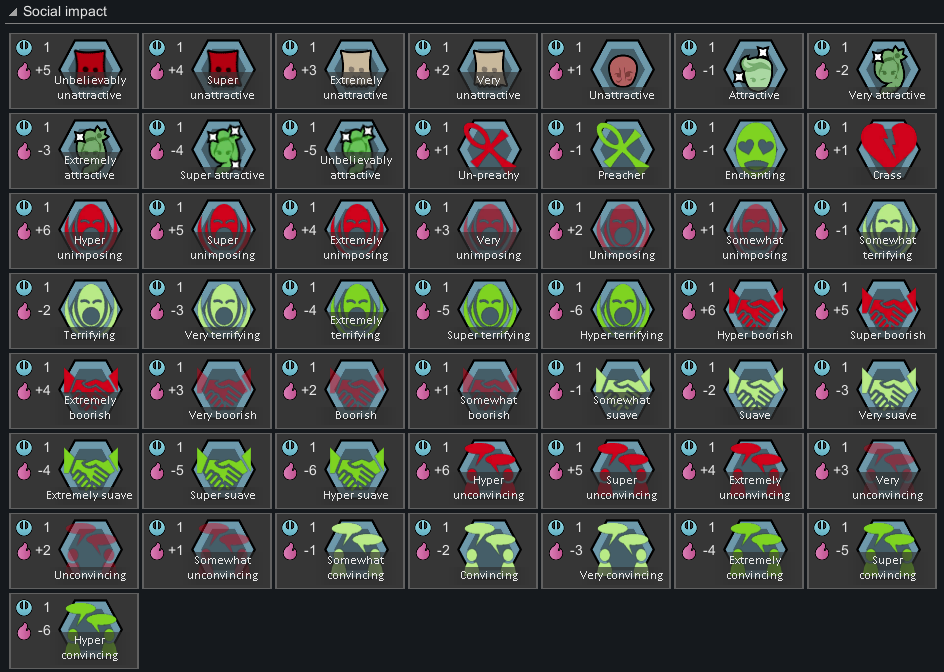 Social impact
1 +5 Unbelievably unattractive
1 +4 Super unattractive
1 +3 Extremely unattractive
1 +2 Very unattractive
1 +1 Unattractive
1 -1 Attractive
1 -2 Very attractive
1 -3 Extremely attractive
1 -4 Super attractive
1 -5 Unbelievably attractive
1 +1 Un-preachy
1 -1 Preacher
1 -1 Enchanting
1 +1 Crass
1 +6 Hyper unimposing
1 +5 Super unimposing
1 +4 Extremely unimposing
1 +3 Very unimposing
1 +2 Unimposing
1 +1 Somewhat unimposing
1 -1 Somewhat terrifying
1 -2 Terrifying
1 -3 Very terrifying
1 -4 Extremely terrifying
1 -5 Super terrifying
1 -6 Hyper terrifying
1 +6 Hyper boorish
1 +5 Super boorish
1 +4 Extremely boorish
1 +3 Very boorish
1 +2 Boorish
1 +1 Somewhat boorish
1 -1 Somewhat suave
1 -2 Suave
1 -3 Very suave
1 -4 Extremely suave
1 -5 Super suave
1 -6 Hyper suave
1 +6 Hyper unconvincing
1 +5 Super unconvincing
1 +4 Extremely unconvincing
1 +3 Very unconvincing
1 +2 Unconvincing
1 +1 Somewhat unconvincing
1 -1 Somewhat convincing
1 -2 Convincing
1 -3 Very convincing
1 -4 Extremely convincing
1 -5 Super convincing
1 -6 Hyper convincing